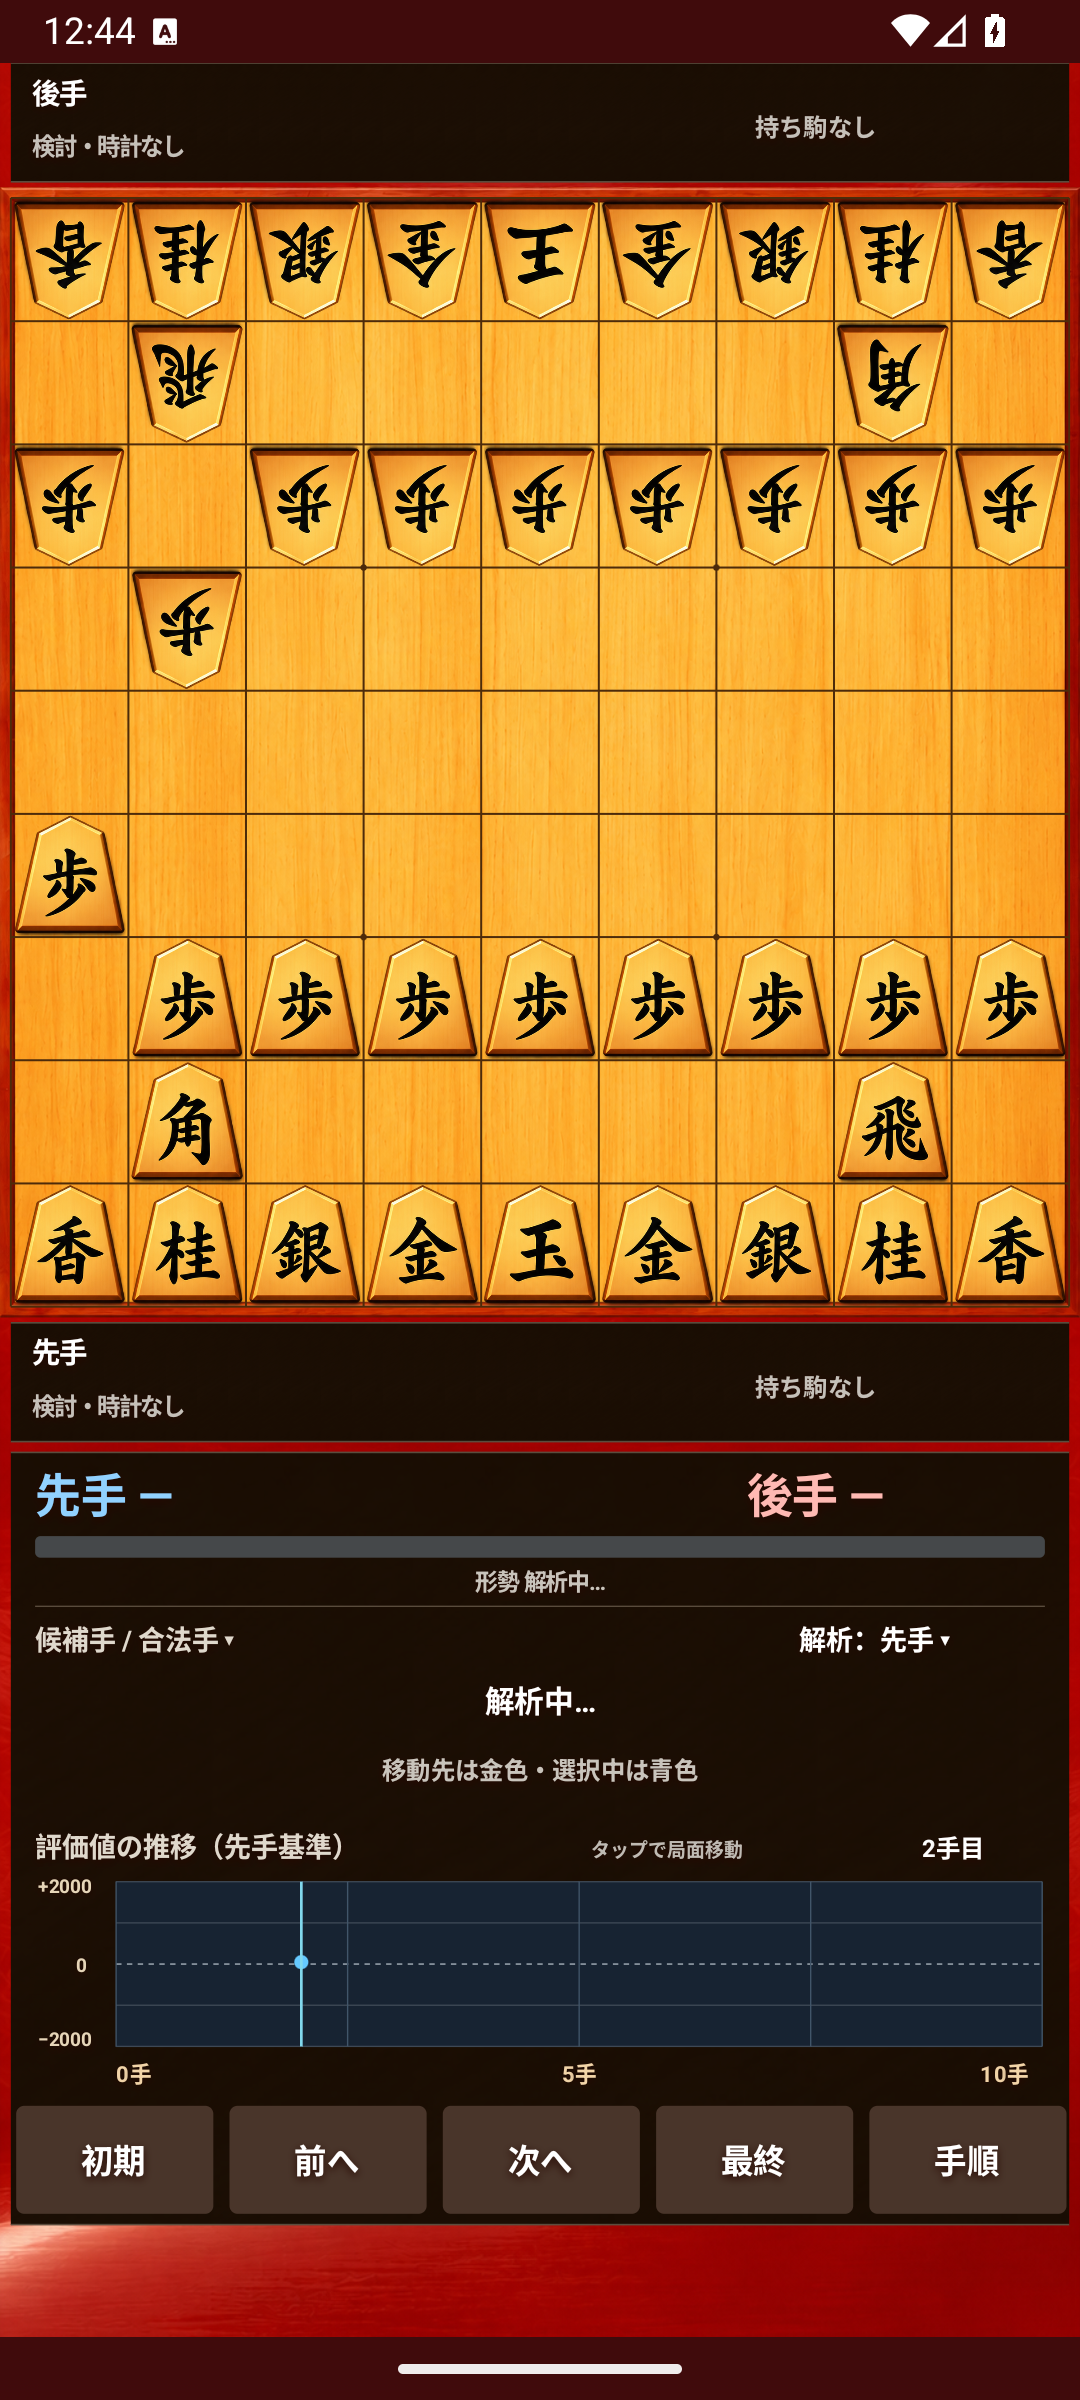 12:44 A
後手
検討・時計なし
持ち駒なし
香 桂 銀 金 王 金 銀 桂 香
飛 角
歩 歩 歩 歩 歩 歩 歩 歩
歩
歩
歩 歩 歩 歩 歩 歩 歩 歩
角 飛
香 桂 銀 金 玉 金 銀 桂 香
先手
検討・時計なし
持ち駒なし
先手 − 後手 −
形勢 解析中…
候補手 / 合法手 ▾ 解析：先手 ▾
解析中…
移動先は金色・選択中は青色
評価値の推移（先手基準） タップで局面移動 2手目
+2000
0
−2000
0手 5手 10手
初期 前へ 次へ 最終 手順